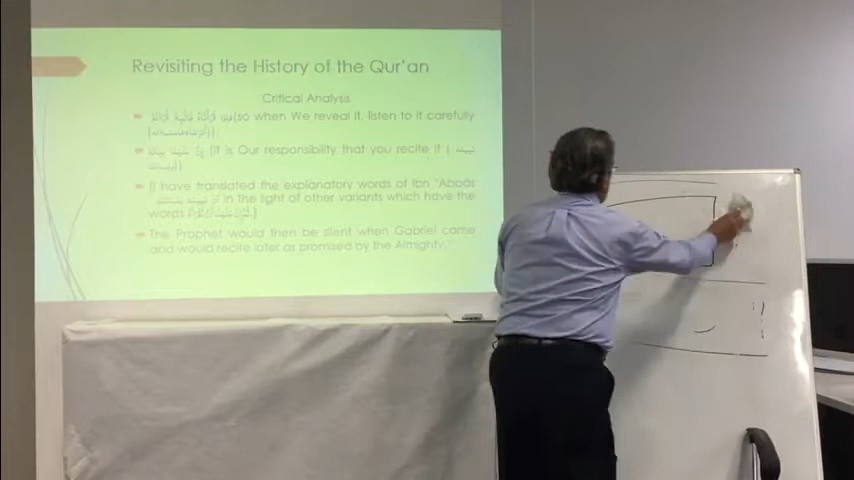 Revisiting the History of the Qur'an
Critical Analysis
(so when We reveal it, listen to it carefully
(It is Our responsibility that you recite it (
[I have translated the explanatory words of Ibn 'Abbās
in the light of other variants which have the
words
The Prophet would then be silent when Gabriel came
and would recite later as promised by the Almighty.